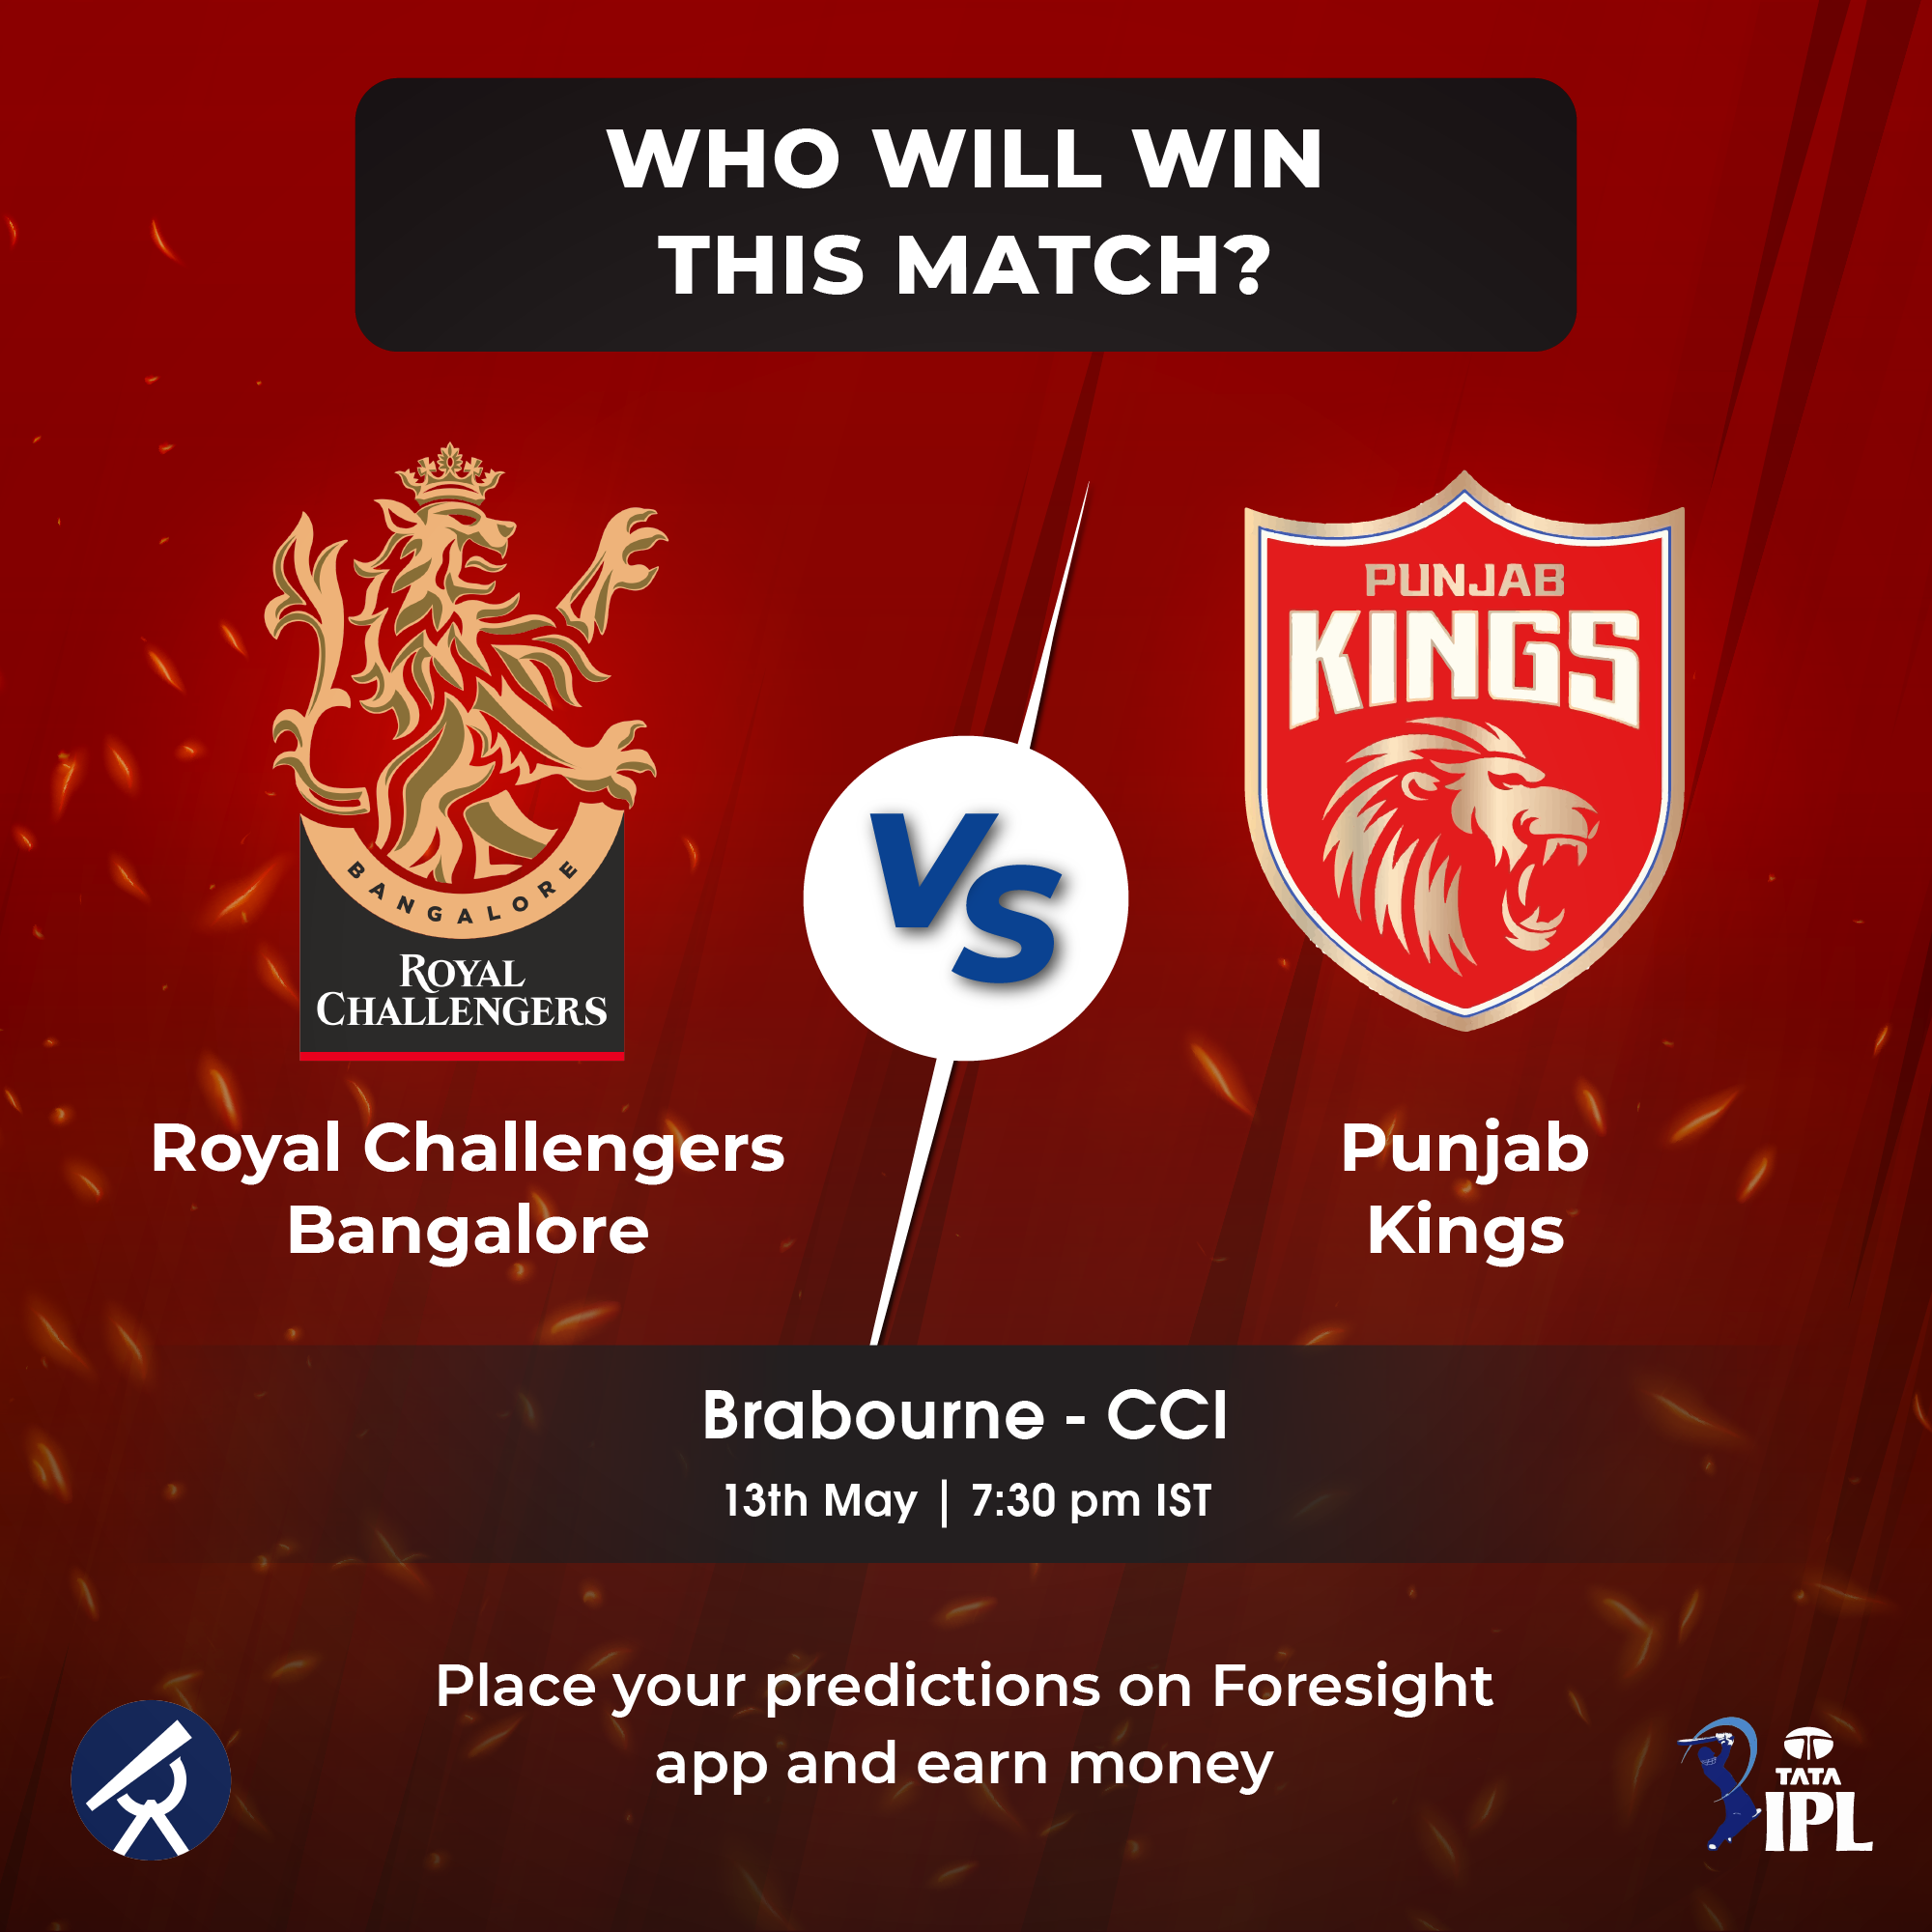 WHO WILL WIN
THIS MATCH?
BANGALORE
ROYAL
CHALLENGERS
PUNJAB
KINGS
VS
Royal Challengers
Bangalore
Punjab
Kings
Brabourne - CCI
13th May | 7:30 pm IST
Place your predictions on Foresight
app and earn money
TATA
IPL